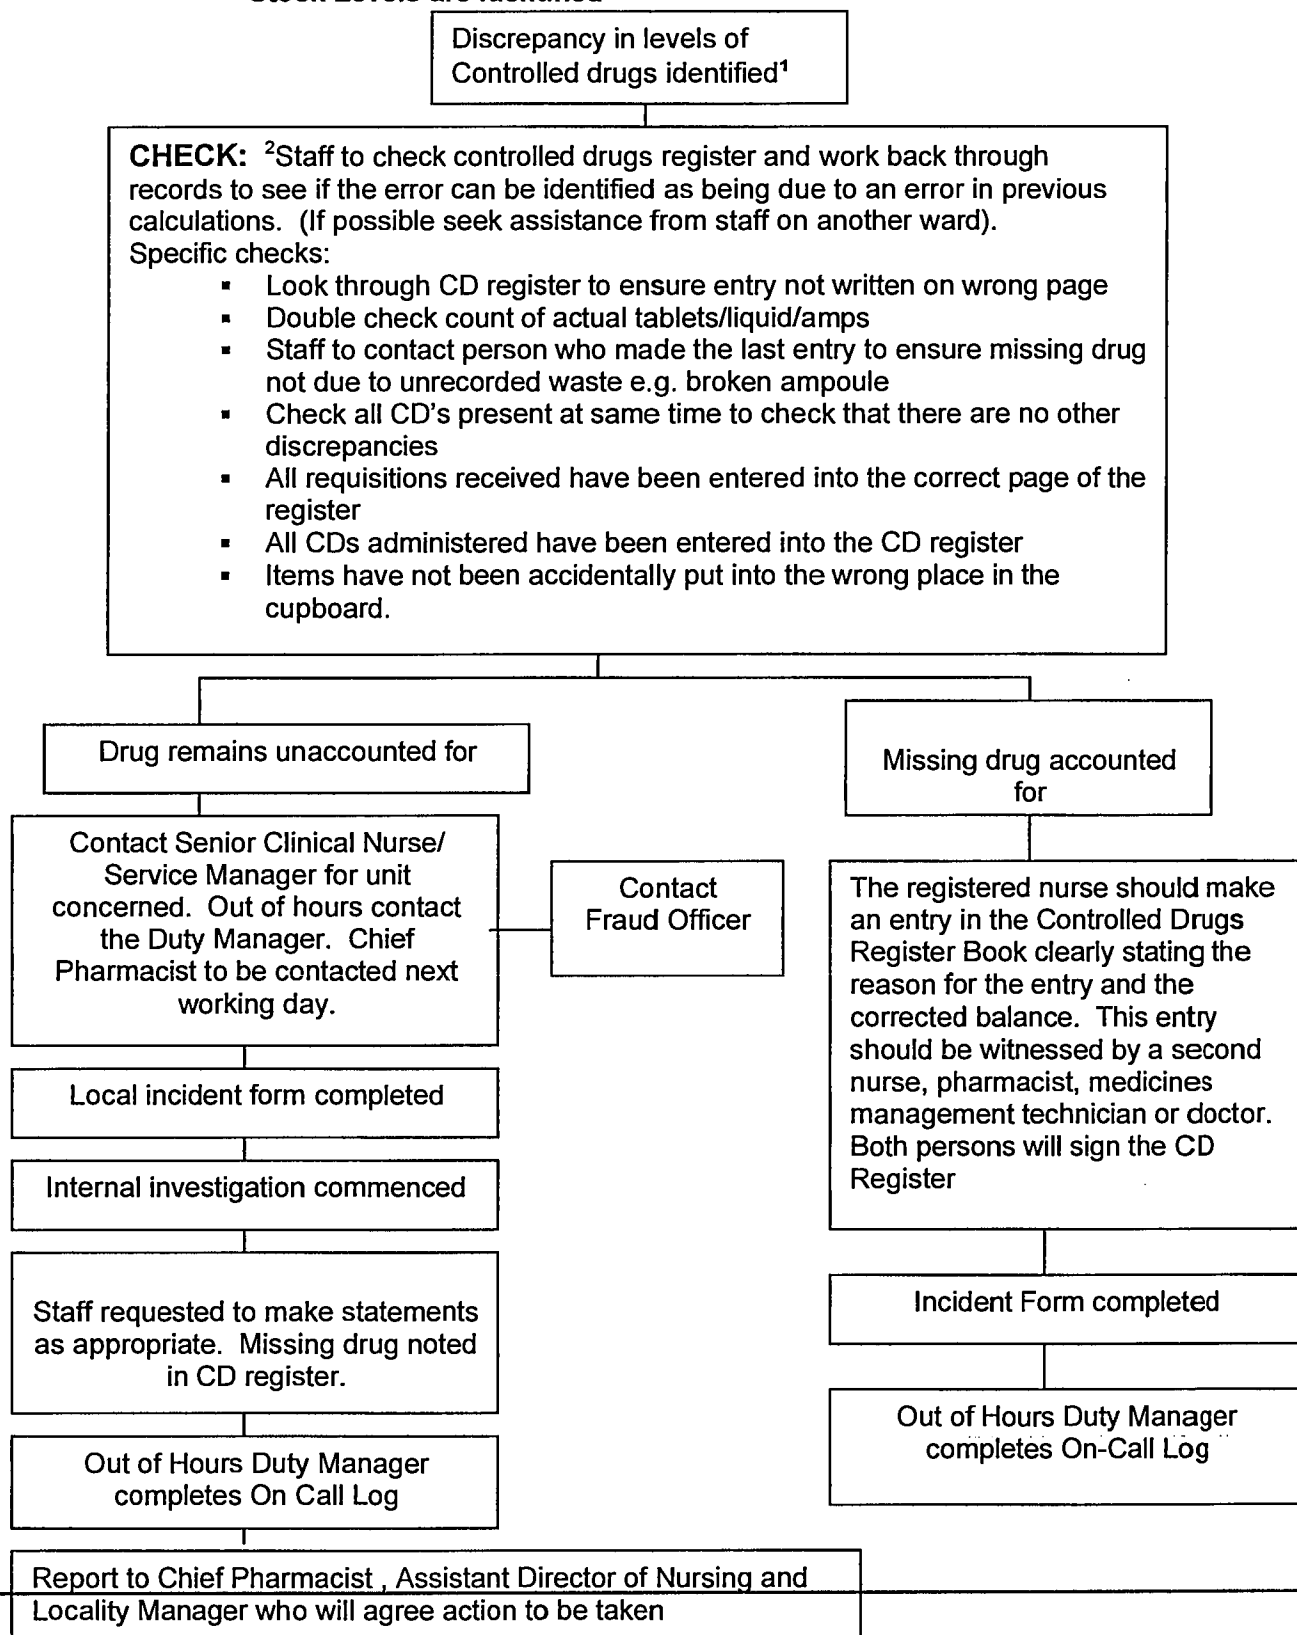 Stock Levels are Identified
Discrepancy in levels of
Controlled drugs identified¹
CHECK: ²Staff to check controlled drugs register and work back through
records to see if the error can be identified as being due to an error in previous
calculations. (If possible seek assistance from staff on another ward).
Specific checks:
▪ Look through CD register to ensure entry not written on wrong page
▪ Double check count of actual tablets/liquid/amps
▪ Staff to contact person who made the last entry to ensure missing drug
not due to unrecorded waste e.g. broken ampoule
▪ Check all CD's present at same time to check that there are no other
discrepancies
▪ All requisitions received have been entered into the correct page of the
register
▪ All CDs administered have been entered into the CD register
▪ Items have not been accidentally put into the wrong place in the
cupboard.
Drug remains unaccounted for
Contact Senior Clinical Nurse/
Service Manager for unit
concerned. Out of hours contact
the Duty Manager. Chief
Pharmacist to be contacted next
working day.
Contact
Fraud Officer
Local incident form completed
Internal investigation commenced
Staff requested to make statements
as appropriate. Missing drug noted
in CD register.
Out of Hours Duty Manager
completes On Call Log
Report to Chief Pharmacist , Assistant Director of Nursing and
Locality Manager who will agree action to be taken
Missing drug accounted
for
The registered nurse should make
an entry in the Controlled Drugs
Register Book clearly stating the
reason for the entry and the
corrected balance. This entry
should be witnessed by a second
nurse, pharmacist, medicines
management technician or doctor.
Both persons will sign the CD
Register
Incident Form completed
Out of Hours Duty Manager
completes On-Call Log